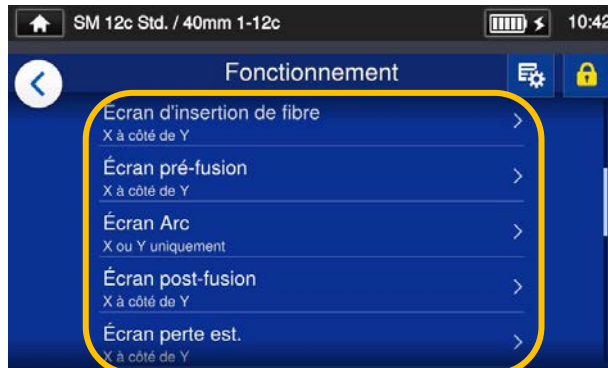 SM 12c Std. / 40mm 1-12c
10:42
Fonctionnement
Écran d'insertion de fibre
X à côté de Y
Écran pré-fusion
X à côté de Y
Écran Arc
X ou Y uniquement
Écran post-fusion
X à côté de Y
Écran perte est.
X à côté de Y